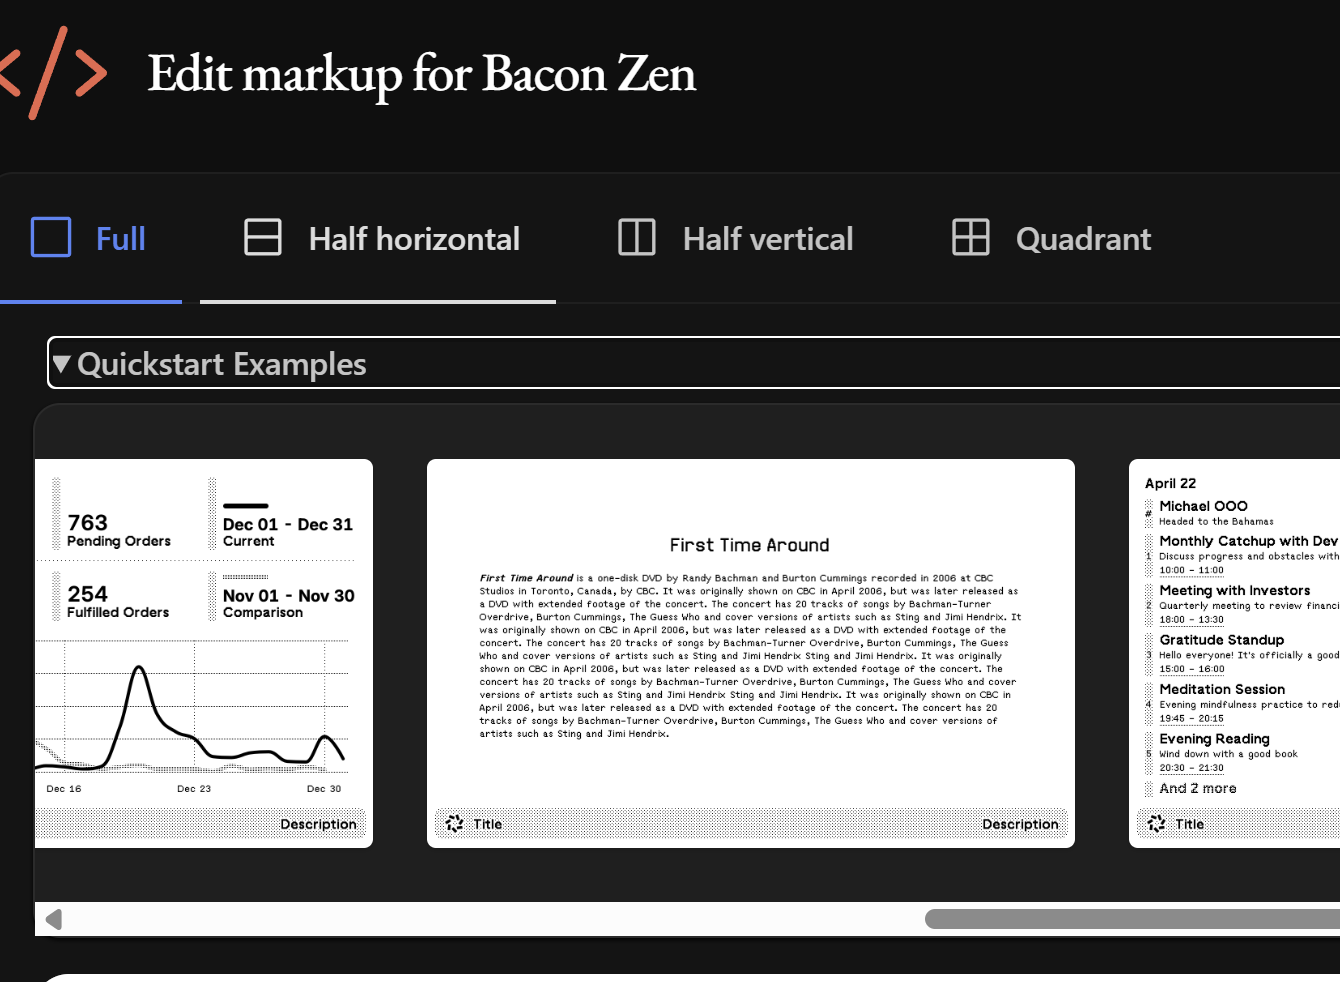 </>
Edit markup for Bacon Zen
Full
Half horizontal
Half vertical
Quadrant
▼Quickstart Examples
763
Pending Orders
Dec 01 - Dec 31
Current
254
Fulfilled Orders
Nov 01 - Nov 30
Comparison
Dec 16
Dec 23
Dec 30
Description
First Time Around
First Time Around is a one-disk DVD by Randy Bachman and Burton Cummings recorded in 2006 at CBC
Studios in Toronto, Canada, by CBC. It was originally shown on CBC in April 2006, but was later released as
a DVD with extended footage of the concert. The concert has 20 tracks of songs by Bachman-Turner
Overdrive, Burton Cummings, The Guess Who and cover versions of artists such as Sting and Jimi Hendrix. It
was originally shown on CBC in April 2006, but was later released as a DVD with extended footage of the
concert. The concert has 20 tracks of songs by Bachman-Turner Overdrive, Burton Cummings, The Guess
Who and cover versions of artists such as Sting and Jimi Hendrix Sting and Jimi Hendrix. It was originally
shown on CBC in April 2006, but was later released as a DVD with extended footage of the concert. The
concert has 20 tracks of songs by Bachman-Turner Overdrive, Burton Cummings, The Guess Who and cover
versions of artists such as Sting and Jimi Hendrix Sting and Jimi Hendrix. It was originally shown on CBC in
April 2006, but was later released as a DVD with extended footage of the concert. The concert has 20
tracks of songs by Bachman-Turner Overdrive, Burton Cummings, The Guess Who and cover versions of
artists such as Sting and Jimi Hendrix.
Title
Description
April 22
# Michael OOO
Headed to the Bahamas
Monthly Catchup with Dev
1 Discuss progress and obstacles with
10:00 - 11:00
Meeting with Investors
2 Quarterly meeting to review financi
18:00 - 13:30
Gratitude Standup
3 Hello everyone! It's officially a good
15:00 - 16:00
Meditation Session
4 Evening mindfulness practice to red
19:45 - 20:15
Evening Reading
5 Wind down with a good book
20:30 - 21:30
And 2 more
Title